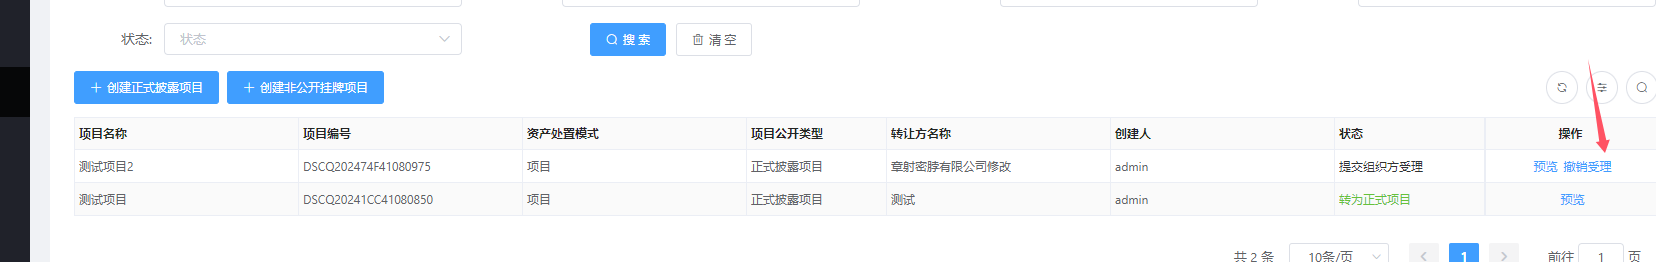 状态: 状态 搜 索 清 空
创建正式披露项目 创建非公开挂牌项目
项目名称 项目编号 资产处置模式 项目公开类型 转让方名称 创建人 状态 操作
测试项目2 DSCQ202474F41080975 项目 正式披露项目 章射密脖有限公司修改 admin 提交组织方受理 预览 撤销受理
测试项目 DSCQ20241CC41080850 项目 正式披露项目 测试 admin 转为正式项目 预览
共 2 条 10条/页 1 前往 1 页